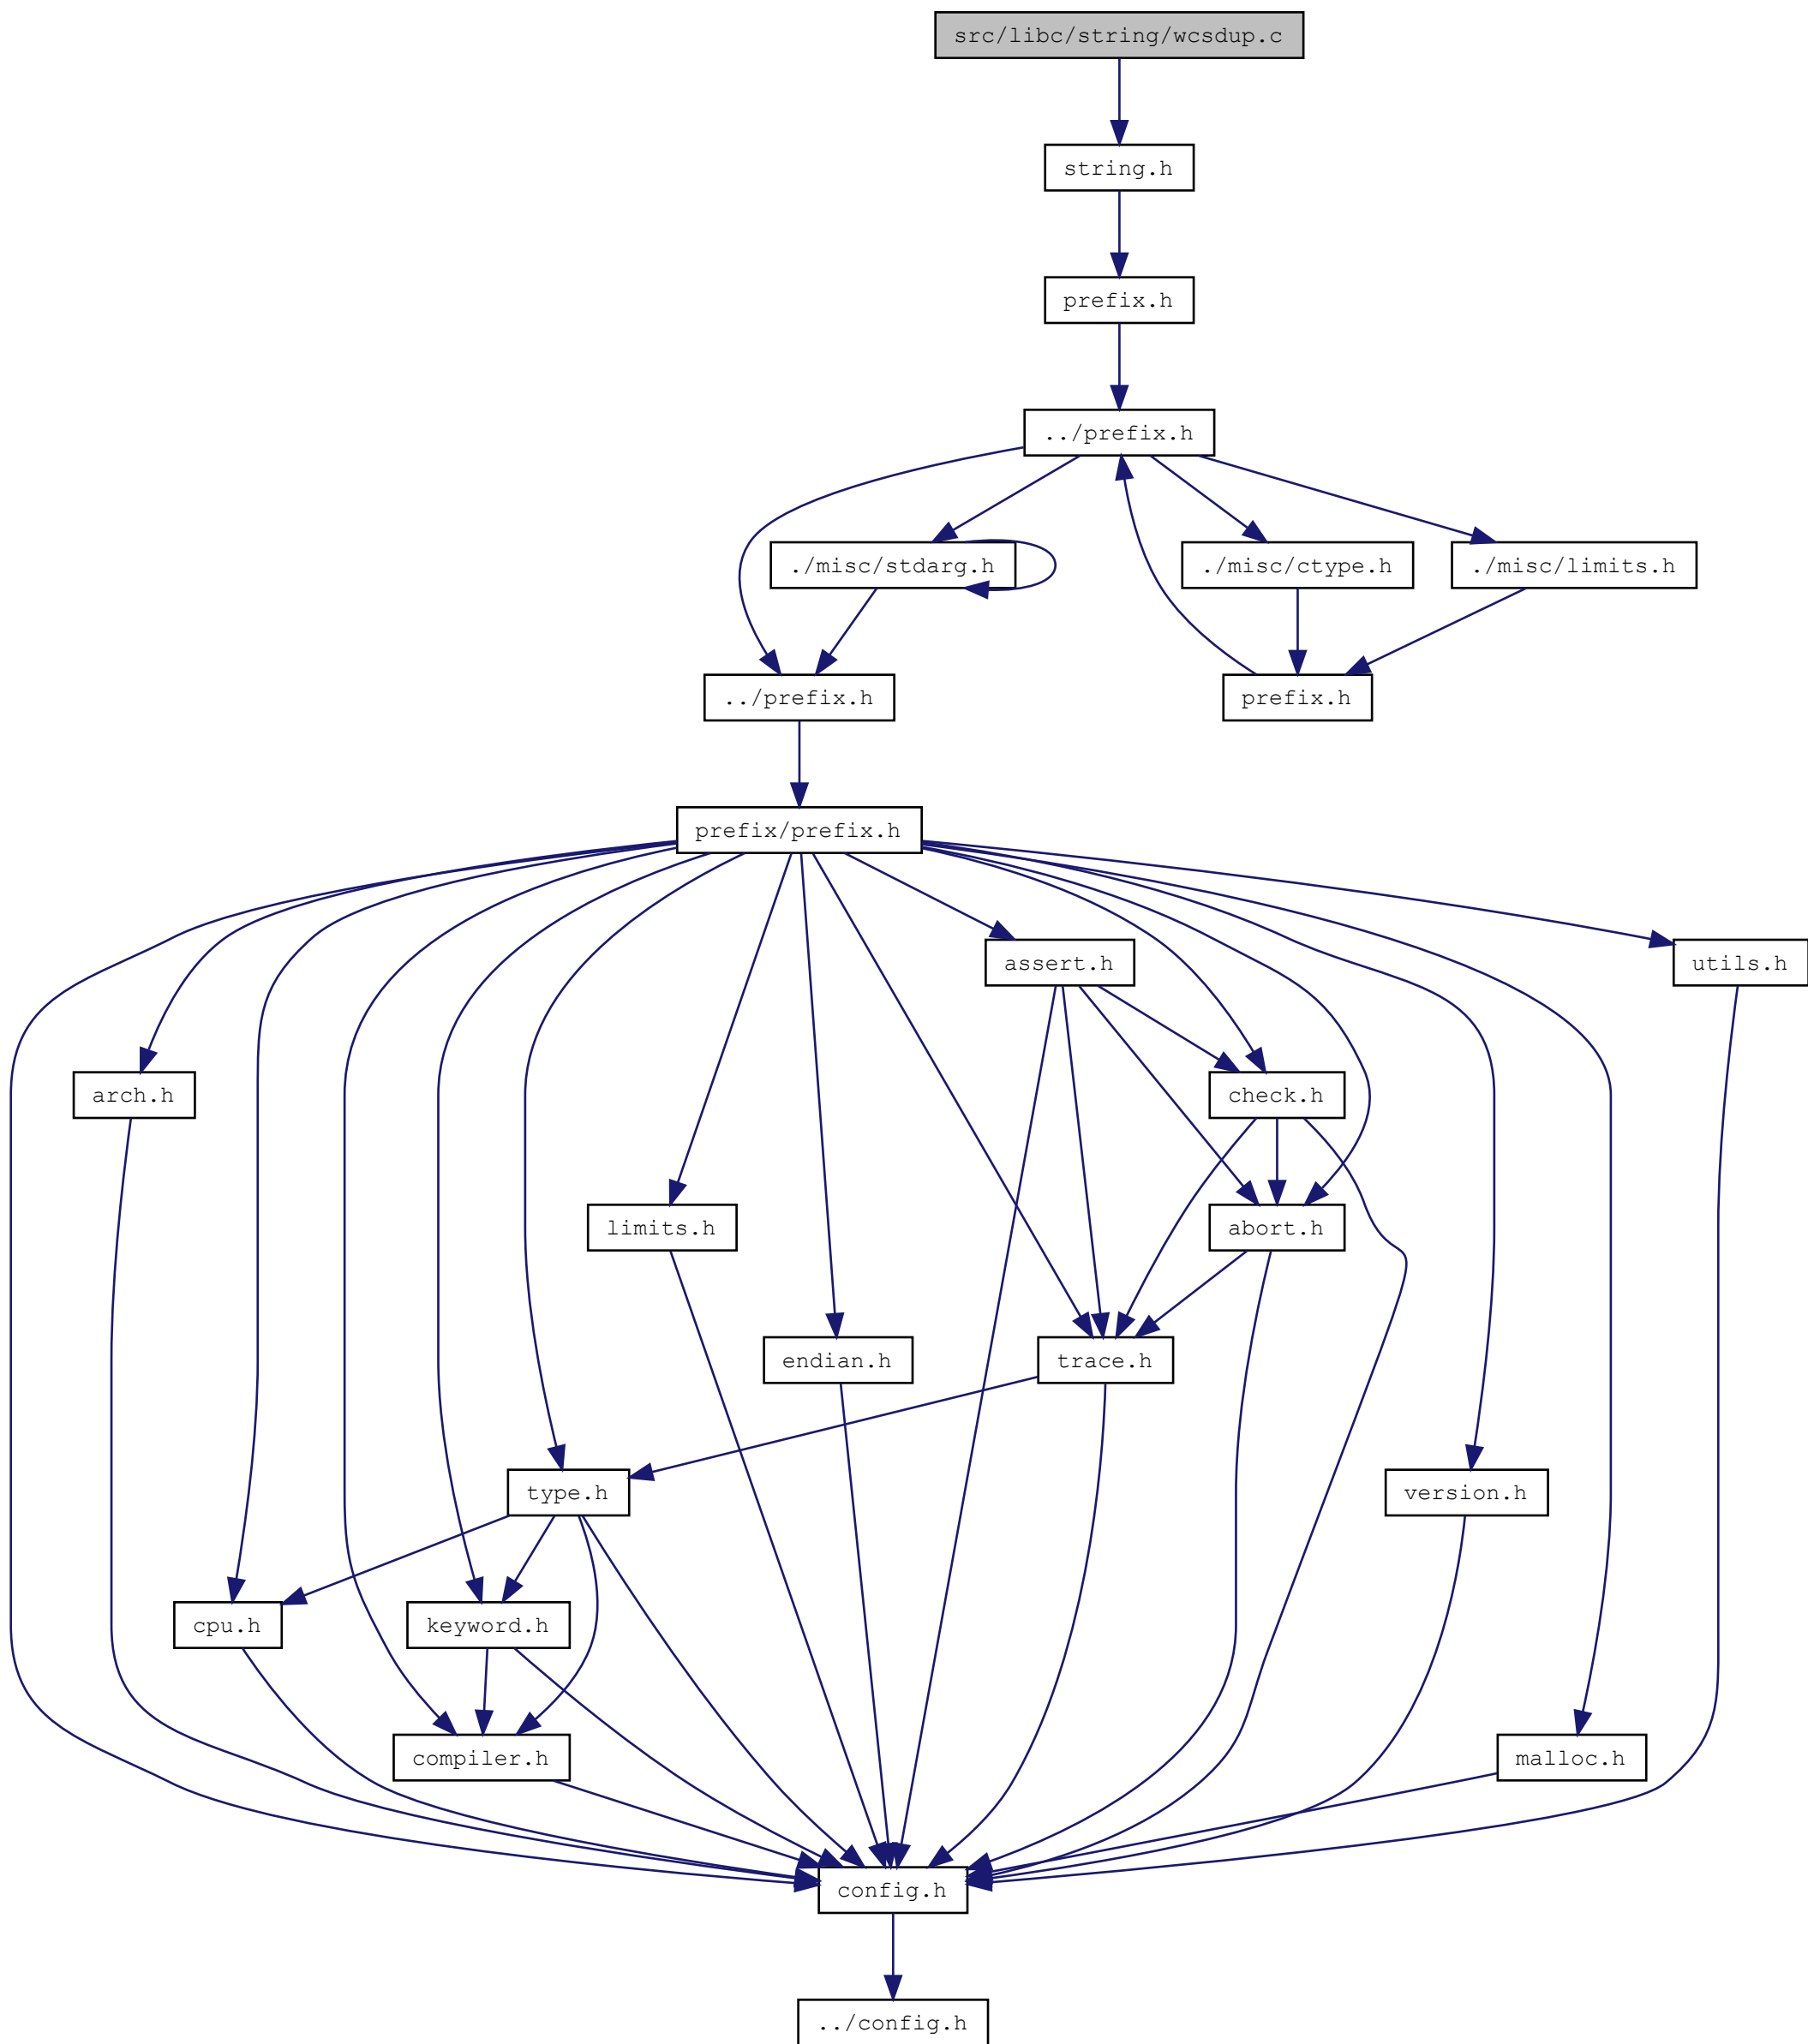 src/libc/string/wcsdup.c
string.h
prefix.h
../prefix.h
./misc/stdarg.h
./misc/ctype.h
./misc/limits.h
../prefix.h
prefix.h
prefix/prefix.h
assert.h
utils.h
arch.h
check.h
limits.h
abort.h
endian.h
trace.h
type.h
version.h
cpu.h
keyword.h
compiler.h
malloc.h
config.h
../config.h